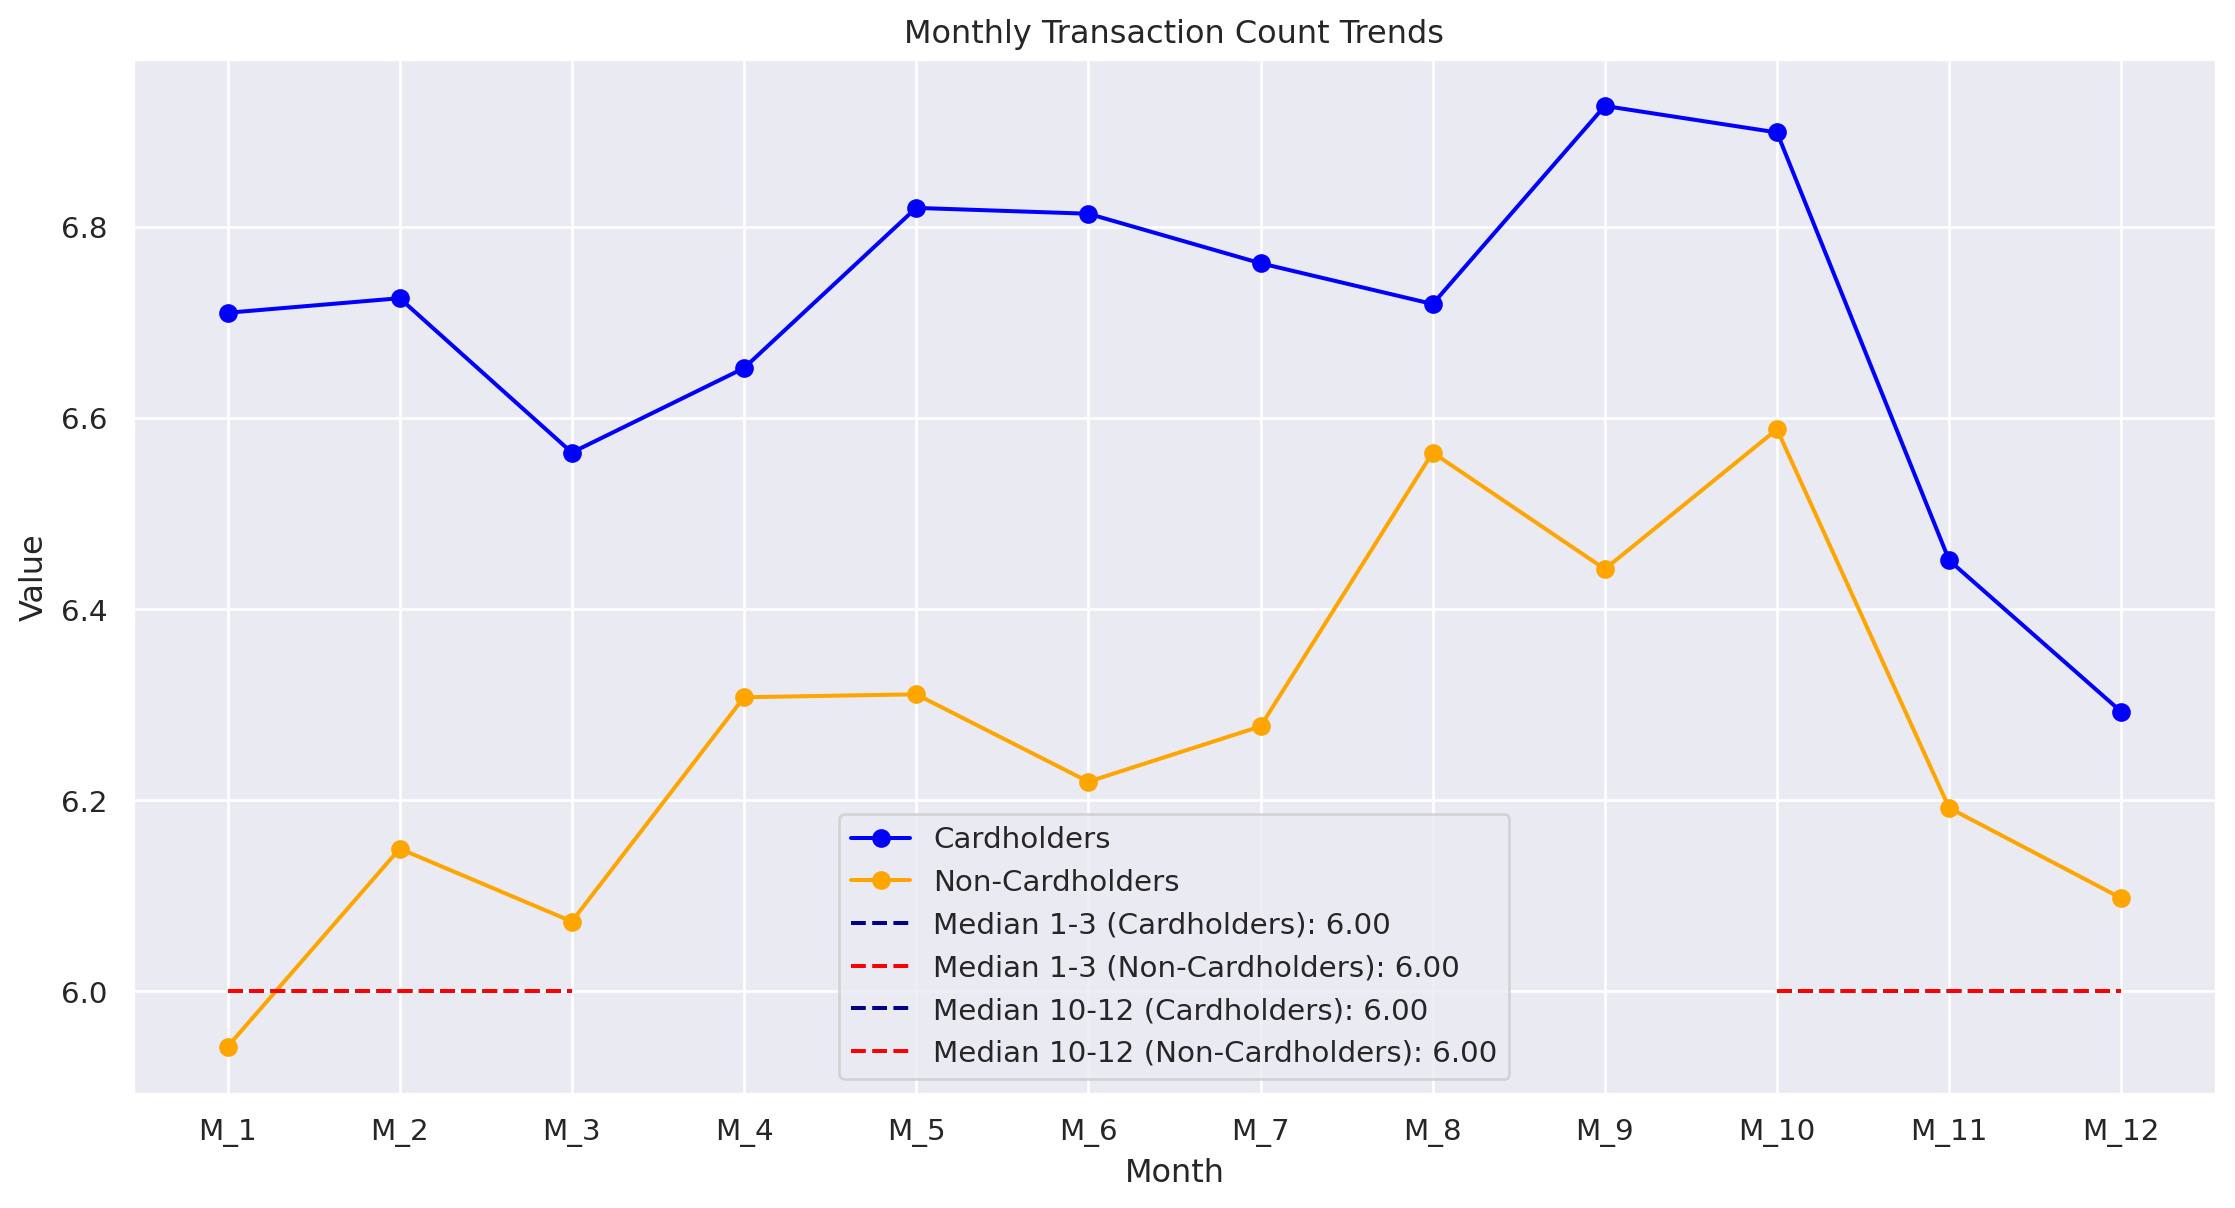 Monthly Transaction Count Trends
Value
6.8
6.6
6.4
6.2
6.0
Cardholders
Non-Cardholders
Median 1-3 (Cardholders): 6.00
Median 1-3 (Non-Cardholders): 6.00
Median 10-12 (Cardholders): 6.00
Median 10-12 (Non-Cardholders): 6.00
M_1 M_2 M_3 M_4 M_5 M_6 M_7 M_8 M_9 M_10 M_11 M_12
Month